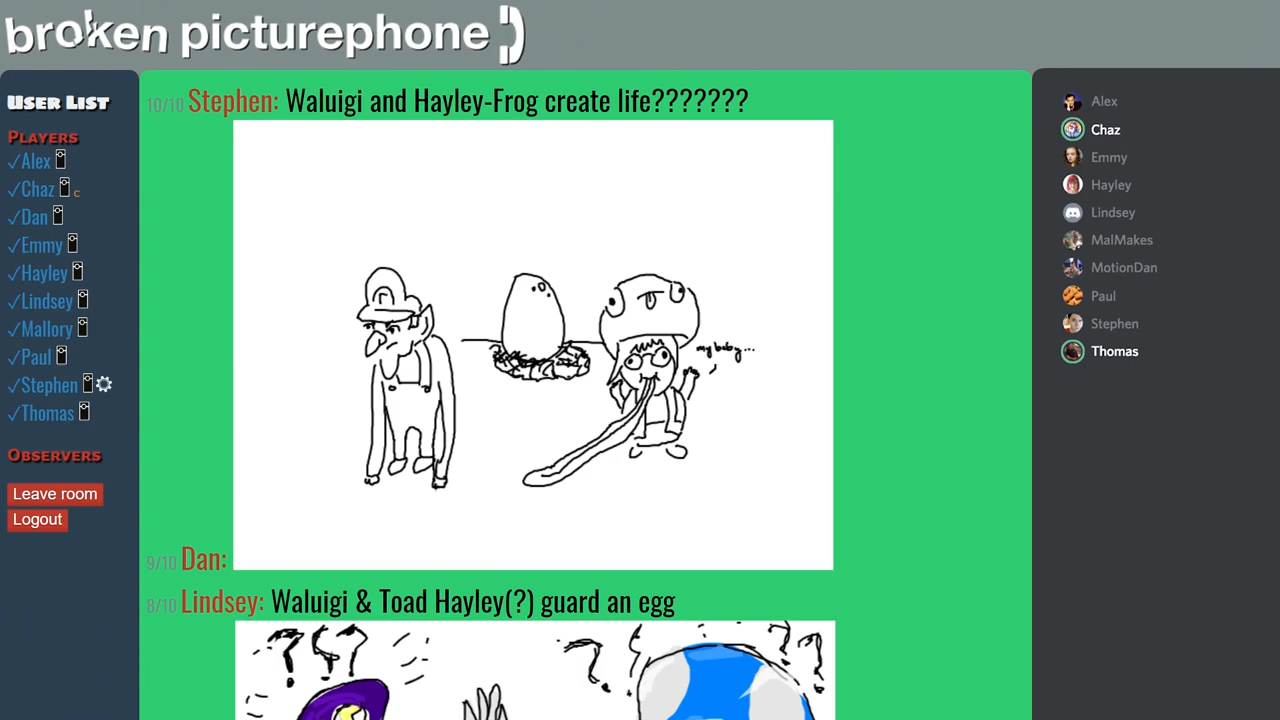 broken picturephone
User List
Players
✓Alex
✓Chaz c
✓Dan
✓Emmy
✓Hayley
✓Lindsey
✓Mallory
✓Paul
✓Stephen
✓Thomas
Observers
Leave room
Logout
10/10 Stephen: Waluigi and Hayley-Frog create life???????
my baby...
9/10 Dan:
8/10 Lindsey: Waluigi & Toad Hayley(?) guard an egg
? ? ? ? ? ?
Alex
Chaz
Emmy
Hayley
Lindsey
MalMakes
MotionDan
Paul
Stephen
Thomas